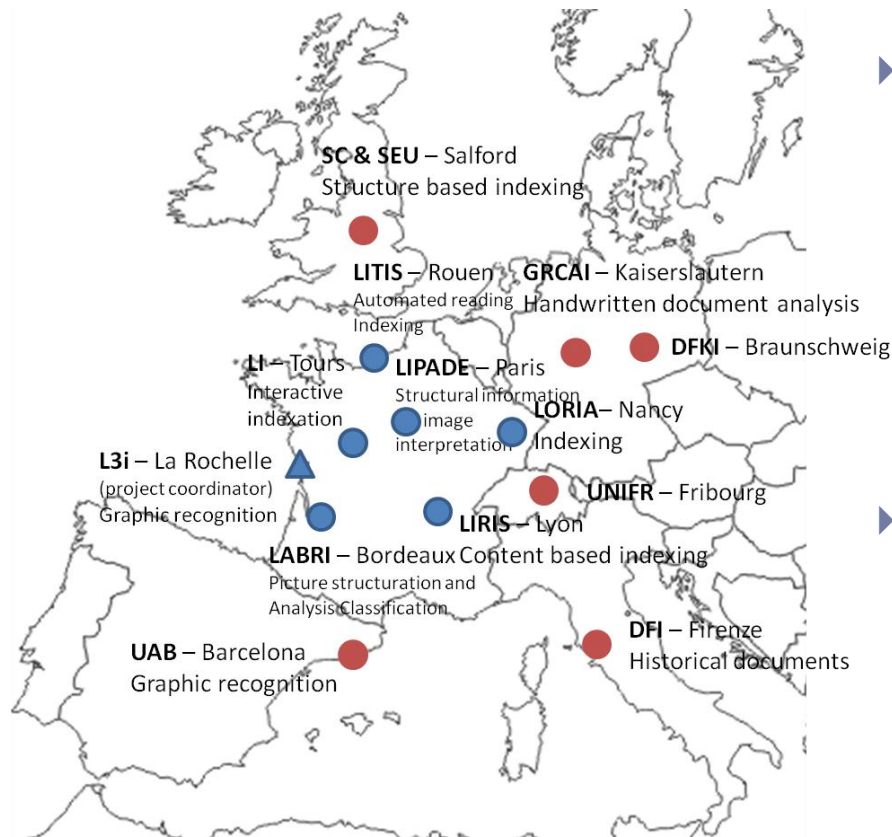 SC & SEU – Salford
Structure based indexing
LITIS – Rouen
Automated reading
Indexing
GRCAI – Kaiserslautern
Handwritten document analysis
DFKI – Braunschweig
LI – Tours
Interactive
indexation
LIPADE – Paris
Structural information
image
interpretation
LORIA– Nancy
Indexing
L3i – La Rochelle
(project coordinator)
Graphic recognition
UNIFR – Fribourg
LIRIS – Lyon
Content based indexing
LABRI – Bordeaux
Picture structuration and
Analysis Classification
UAB – Barcelona
Graphic recognition
DFI – Firenze
Historical documents